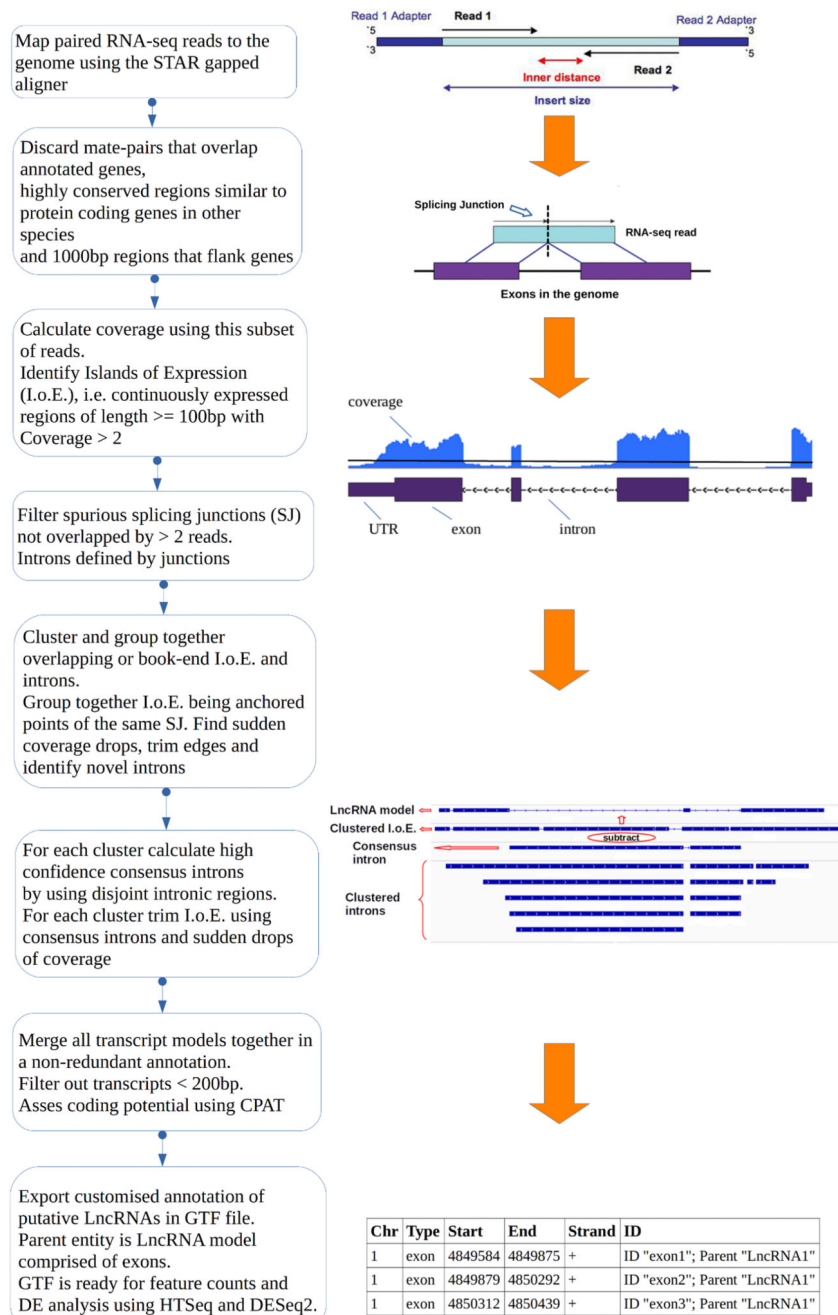 Map paired RNA-seq reads to the
genome using the STAR gapped
aligner
Discard mate-pairs that overlap
annotated genes,
highly conserved regions similar to
protein coding genes in other
species
and 1000bp regions that flank genes
Calculate coverage using this subset
of reads.
Identify Islands of Expression
(I.o.E.), i.e. continuously expressed
regions of length >= 100bp with
Coverage > 2
Filter spurious splicing junctions (SJ)
not overlapped by > 2 reads.
Introns defined by junctions
Cluster and group together
overlapping or book-end I.o.E. and
introns.
Group together I.o.E. being anchored
points of the same SJ. Find sudden
coverage drops, trim edges and
identify novel introns
For each cluster calculate high
confidence consensus introns
by using disjoint intronic regions.
For each cluster trim I.o.E. using
consensus introns and sudden drops
of coverage
Merge all transcript models together in
a non-redundant annotation.
Filter out transcripts < 200bp.
Asses coding potential using CPAT
Export customised annotation of
putative LncRNAs in GTF file.
Parent entity is LncRNA model
comprised of exons.
GTF is ready for feature counts and
DE analysis using HTSeq and DESeq2.
Read 1 Adapter Read 1 Read 2 Adapter
`5 `3
`3 `5
Read 2
Inner distance
Insert size
Splicing Junction
RNA-seq read
Exons in the genome
coverage
UTR exon intron
LncRNA model
Clustered I.o.E.
subtract
Consensus
intron
Clustered
introns
Chr Type Start End Strand ID
1 exon 4849584 4849875 + ID "exon1"; Parent "LncRNA1"
1 exon 4849879 4850292 + ID "exon2"; Parent "LncRNA1"
1 exon 4850312 4850439 + ID "exon3"; Parent "LncRNA1"